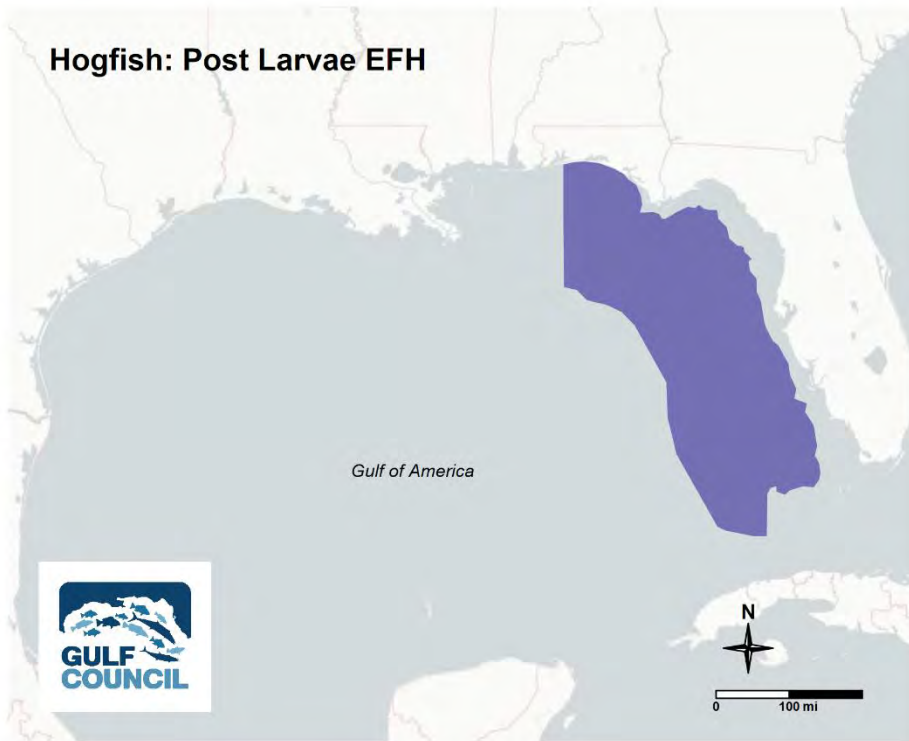 Hogfish: Post Larvae EFH
Gulf of America
GULF
COUNCIL
N
0 100 mi